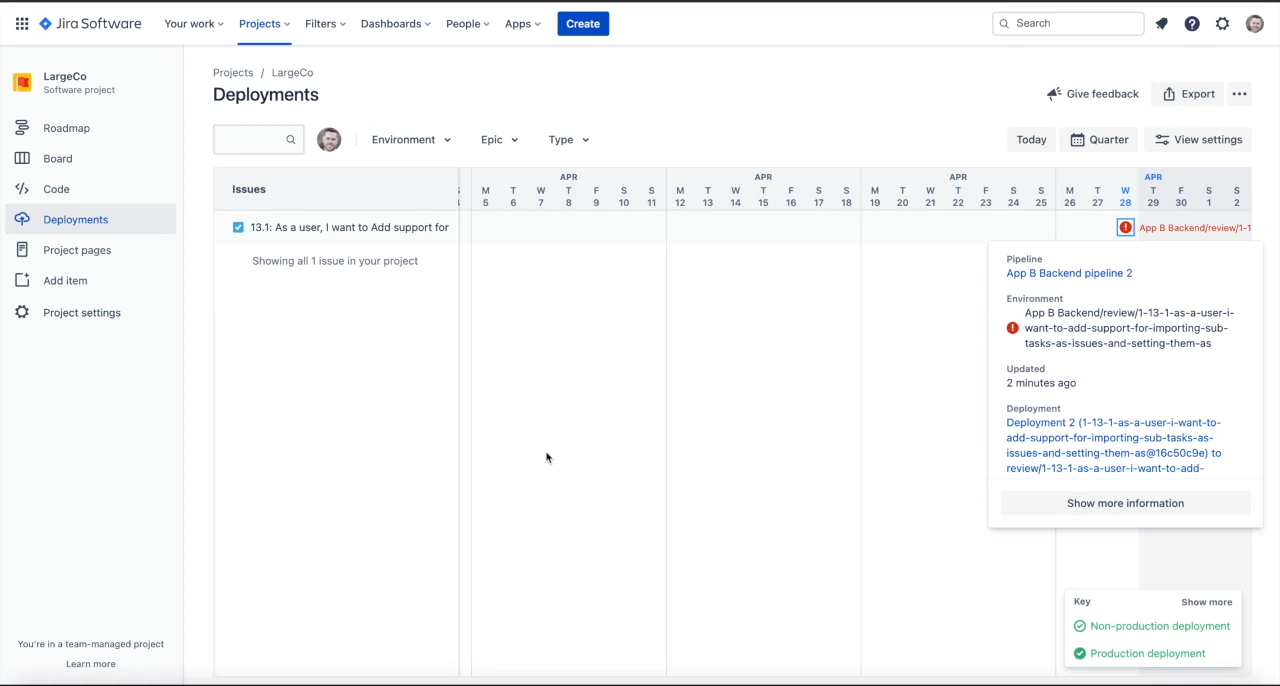 Jira Software
Your work
Projects
Filters
Dashboards
People
Apps
Create
Search
LargeCo
Software project
Roadmap
Board
Code
Deployments
Project pages
Add item
Project settings
You're in a team-managed project
Learn more
Projects / LargeCo
Deployments
Give feedback
Export
Environment
Epic
Type
Today
Quarter
View settings
Issues
APR APR APR APR
M T W T F S S M T W T F S S M T W T F S S M T W T F S S
5 6 7 8 9 10 11 12 13 14 15 16 17 18 19 20 21 22 23 24 25 26 27 28 29 30 1 2
13.1: As a user, I want to Add support for
App B Backend/review/1-1
Showing all 1 issue in your project
Pipeline
App B Backend pipeline 2
Environment
App B Backend/review/1-13-1-as-a-user-i-
want-to-add-support-for-importing-sub-
tasks-as-issues-and-setting-them-as
Updated
2 minutes ago
Deployment
Deployment 2 (1-13-1-as-a-user-i-want-to-
add-support-for-importing-sub-tasks-as-
issues-and-setting-them-as@16c50c9e) to
review/1-13-1-as-a-user-i-want-to-add-
Show more information
Key
Show more
Non-production deployment
Production deployment